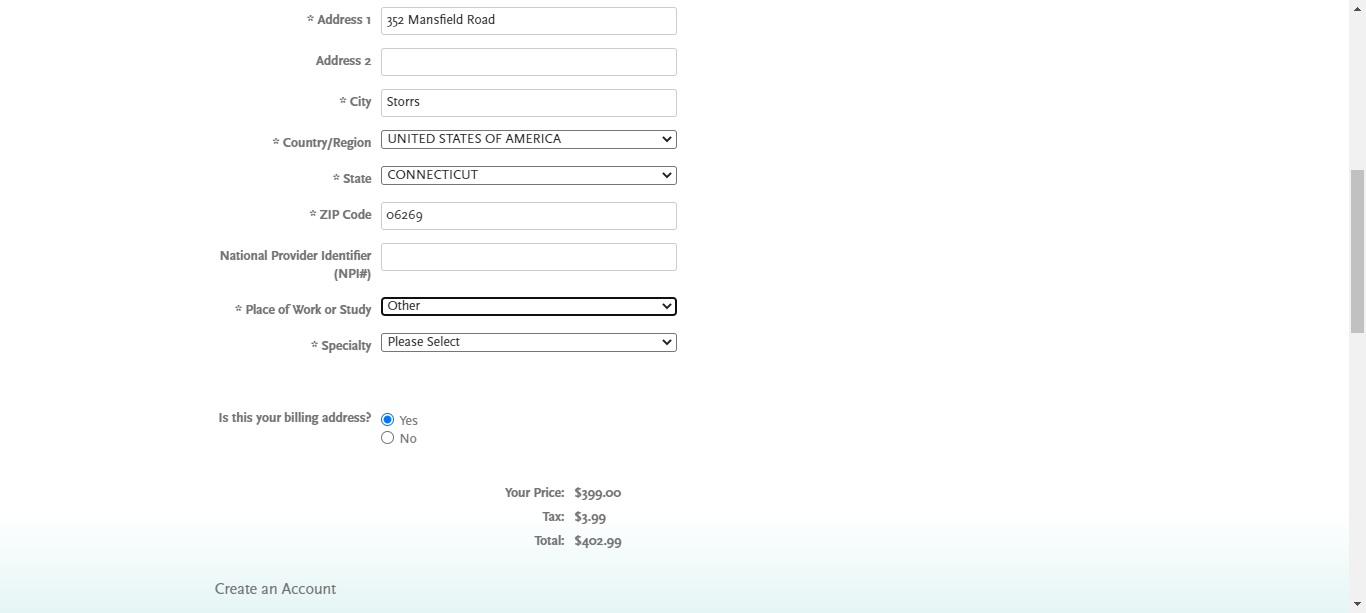 * Address 1 352 Mansfield Road
Address 2
* City Storrs
* Country/Region UNITED STATES OF AMERICA
* State CONNECTICUT
* ZIP Code 06269
National Provider Identifier
(NPI#)
* Place of Work or Study Other
* Specialty Please Select
Is this your billing address? Yes
No
Your Price: $399.00
Tax: $3.99
Total: $402.99
Create an Account